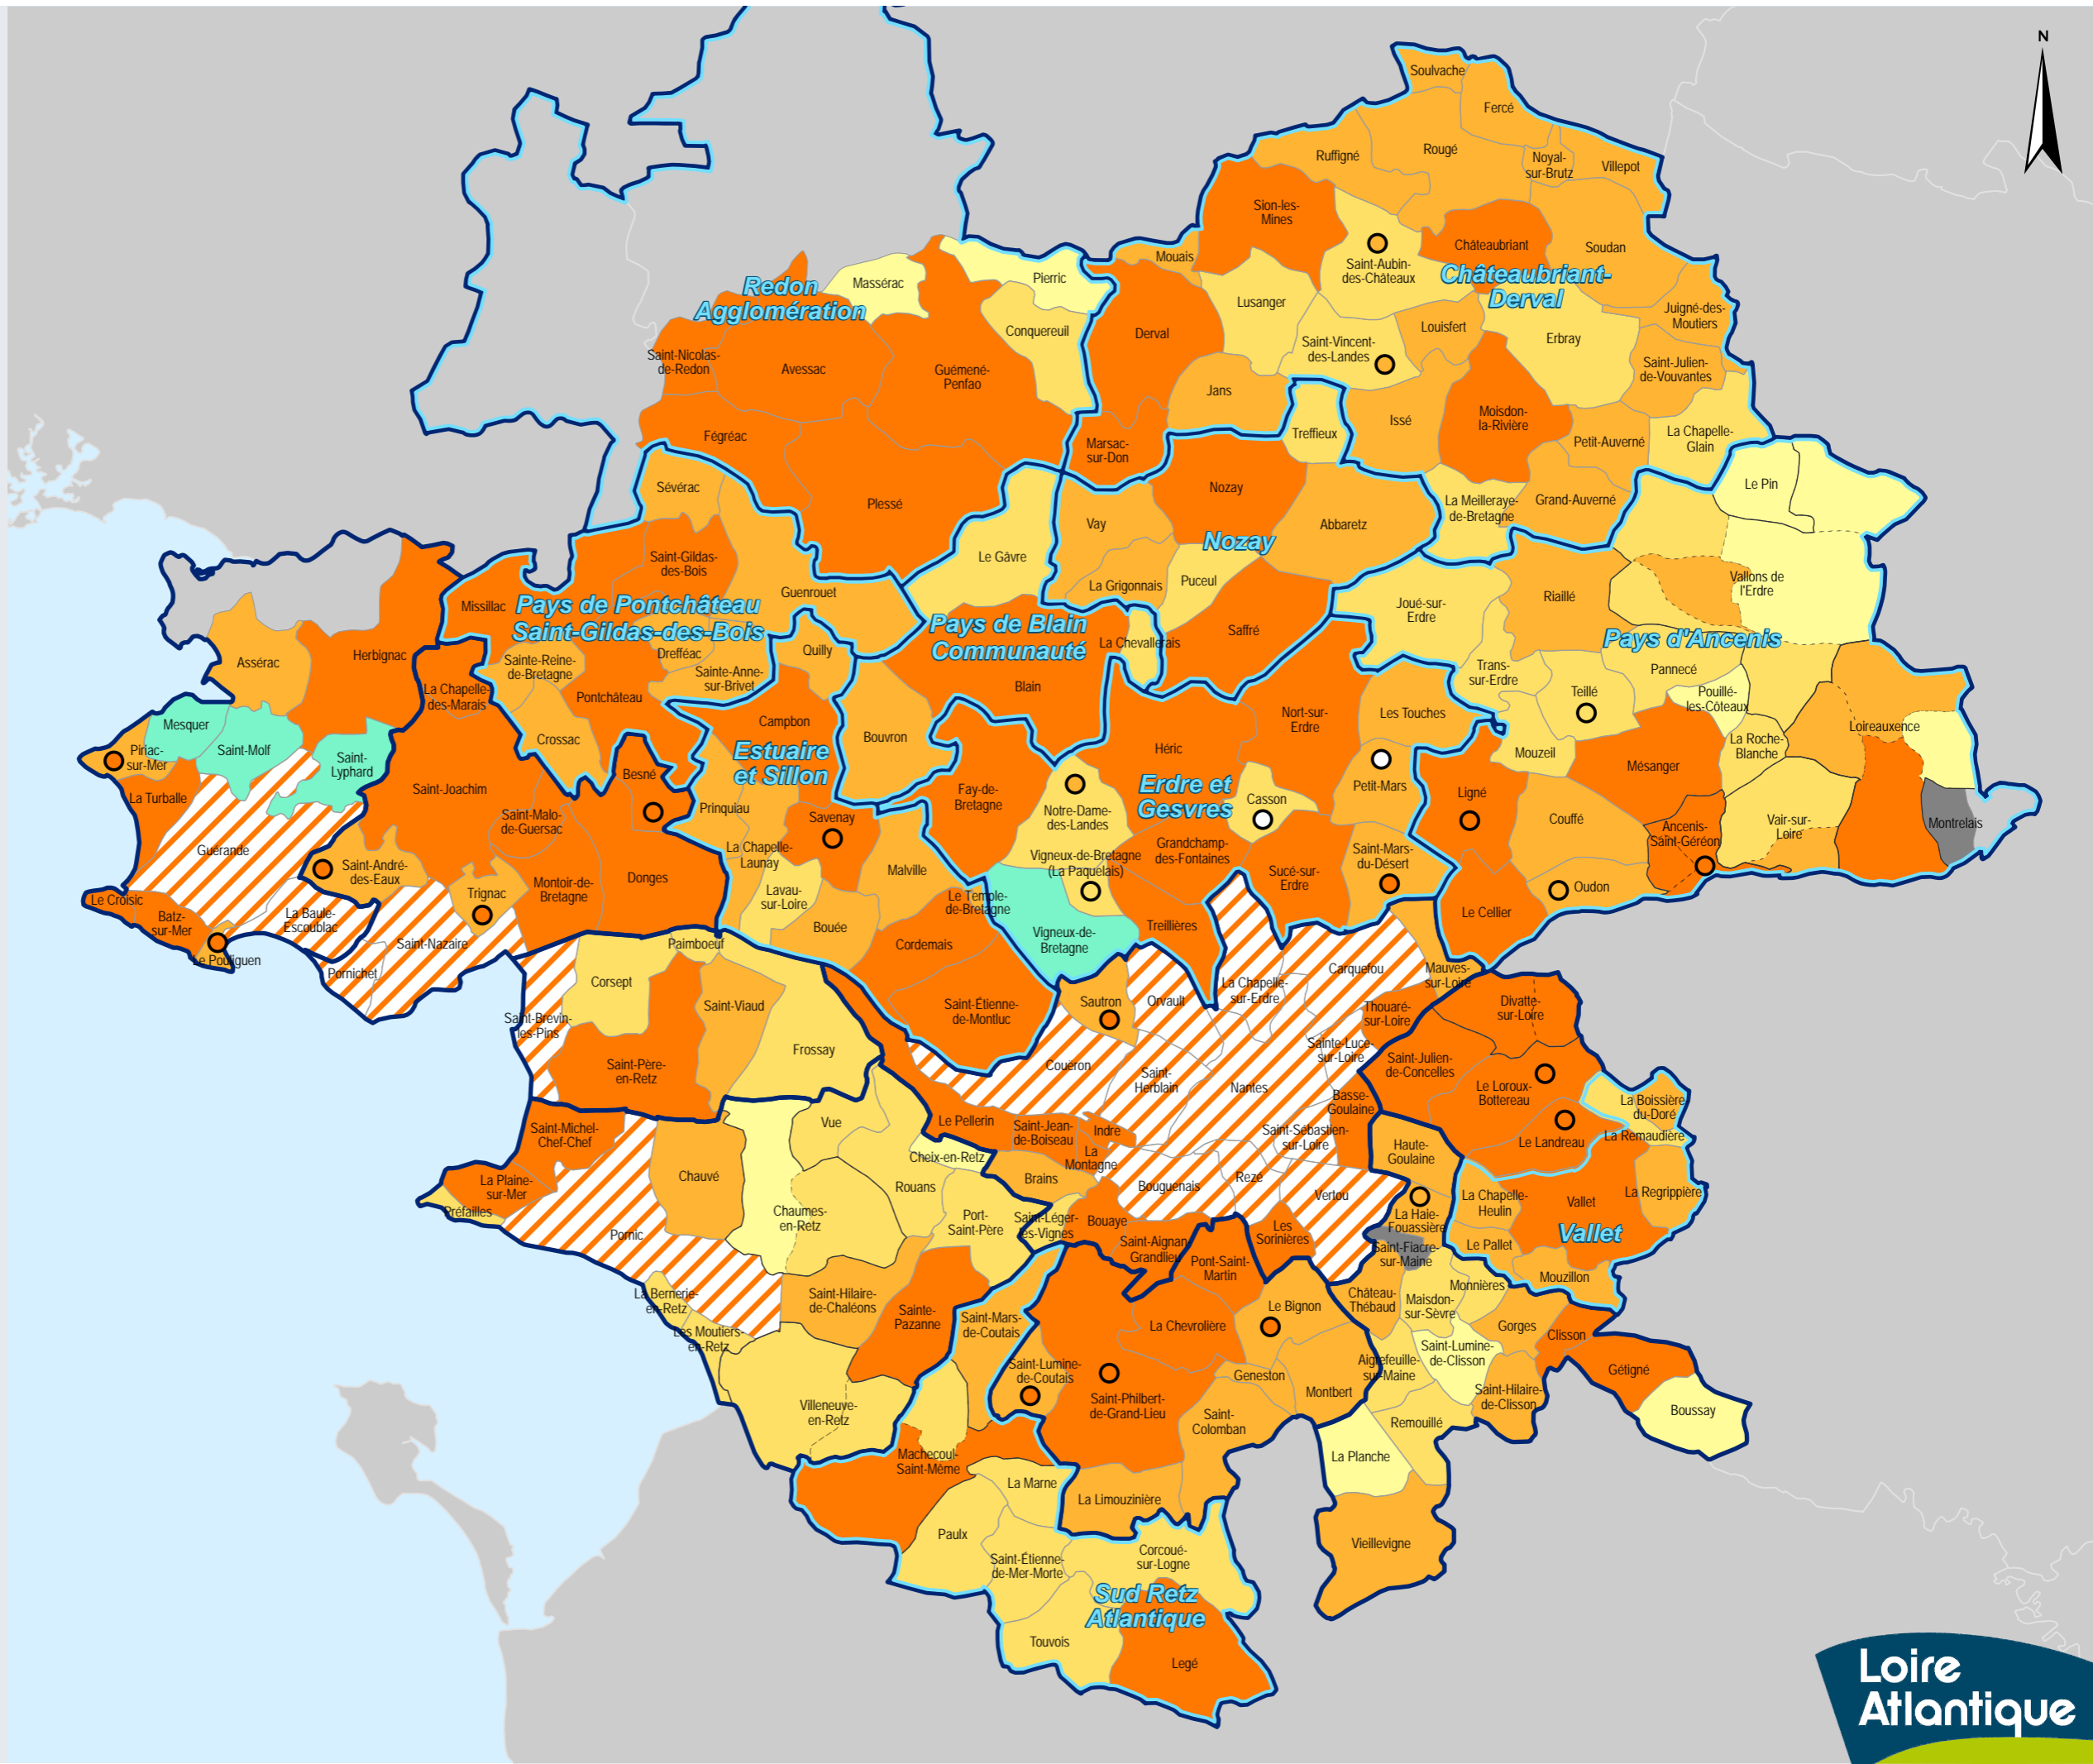 N
Soulvache
Fercé
Rougé
Ruffigné
Noyal-
sur-Brutz
Villepot
Sion-les-
Mines
Châteaubriant
Soudan
Mouais
Saint-Aubin-
des-Châteaux
Châteaubriant-
Derval
Massérac
Pierric
Redon
Agglomération
Lusanger
Juigné-des-
Moutiers
Conquereuil
Derval
Louisfert
Erbray
Saint-Vincent-
des-Landes
Saint-Nicolas-
de-Redon
Avessac
Guémené-
Penfao
Saint-Julien-
de-Vouvantes
Jans
Issé
Moisdon-
la-Rivière
Fégréac
Marsac-
sur-Don
Treffieux
Petit-Auverné
La Chapelle-
Glain
Sévérac
Plessé
Nozay
La Meilleraye-
de-Bretagne
Grand-Auverné
Le Pin
Vay
Abbaretz
Nozay
Saint-Gildas-
des-Bois
Le Gâvre
La Grigonnais
Puceul
Vallons de
l'Erdre
Guenrouet
Missillac
Pays de Pontchâteau
Saint-Gildas-des-Bois
Joué-sur-
Erdre
Riaillé
Pays de Blain
Communauté
La Chevallerais
Saffré
Pays d'Ancenis
Assérac
Herbignac
Drefféac
Quilly
Sainte-Reine-
de-Bretagne
Sainte-Anne-
sur-Brivet
Trans-
sur-Erdre
Pannecé
Blain
La Chapelle-
des-Marais
Pontchâteau
Teillé
Pouillé-
les-Côteaux
Mesquer
Campbon
Nort-sur-
Erdre
Les Touches
Loireauxence
Saint-Molf
Crossac
Bouvron
Héric
Mouzeil
La Roche-
Blanche
Piriac-
sur-Mer
Saint-
Lyphard
Estuaire
et Sillon
Mésanger
Besné
Erdre et
Gesvres
Petit-Mars
La Turballe
Saint-Joachim
Fay-de-
Bretagne
Casson
Ligné
Notre-Dame-
des-Landes
Prinquiau
Savenay
Saint-Malo-
de-Guersac
Couffé
Ancenis-
Saint-Géréon
Vair-sur-
Loire
Montrelais
Guérande
La Chapelle-
Launay
Vigneux-de-Bretagne
(La Paquelais)
Grandchamp-
des-Fontaines
Saint-Mars-
du-Désert
Saint-André-
des-Eaux
Malville
Sucé-sur-
Erdre
Donges
Montoir-de-
Bretagne
Trignac
Lavau-
sur-Loire
Le Temple-
de-Bretagne
Oudon
Le Croisic
Batz-
sur-Mer
La Baule-
Escoublac
Bouée
Vigneux-de-
Bretagne
Treillières
Le Cellier
Saint-Nazaire
Paimboeuf
Cordemais
Le Pouliguen
Pornichet
Corsept
Saint-Viaud
La Chapelle-
sur-Erdre
Carquefou
Mauves-
sur-Loire
Sautron
Orvault
Saint-Étienne-
de-Montluc
Divatte-
sur-Loire
Thouaré-
sur-Loire
Saint-Brevin-
les-Pins
Frossay
Sainte-Luce-
sur-Loire
Couëron
Saint-Père-
en-Retz
Saint-
Herblain
Nantes
Saint-Julien-
de-Concelles
Le Loroux-
Bottereau
Basse-
Goulaine
La Boissière-
du-Doré
Vue
Le Pellerin
Saint-Jean-
de-Boiseau
Indre
Saint-Sébastien-
sur-Loire
Saint-Michel-
Chef-Chef
Haute-
Goulaine
Le Landreau
La Remaudière
Cheix-en-Retz
La
Montagne
Chauvé
Rouans
Brains
Bouguenais
Rezé
Vertou
La Plaine-
sur-Mer
La Chapelle-
Heulin
Vallet
La Regrippière
Préfailles
Chaumes-
en-Retz
Port-
Saint-Père
Saint-Léger-
les-Vignes
Bouaye
La Haie-
Fouassière
Vallet
Pornic
Les
Sorinières
Saint-Aignan-
Grandlieu
Saint-Fiacre-
sur-Maine
Le Pallet
Pont-Saint-
Martin
Mouzillon
La Bernerie-
en-Retz
Saint-Hilaire-
de-Chaléons
Château-
Thébaud
Monnières
Maisdon-
sur-Sèvre
Sainte-
Pazanne
Le Bignon
Saint-Mars-
de-Coutais
La Chevrolière
Gorges
Clisson
Les Moutiers-
en-Retz
Saint-Lumine-
de-Clisson
Aigrefeuille-
sur-Maine
Gétigné
Saint-Lumine-
de-Coutais
Geneston
Montbert
Saint-Hilaire-
de-Clisson
Villeneuve-
en-Retz
Saint-Philbert-
de-Grand-Lieu
Saint-
Colomban
Remouillé
Boussay
Machecoul-
Saint-Même
La Planche
La Marne
La Limouzinière
Paulx
Vieillevigne
Saint-Étienne-
de-Mer-Morte
Corcoué-
sur-Logne
Sud Retz
Atlantique
Touvois
Legé
Loire
Atlantique